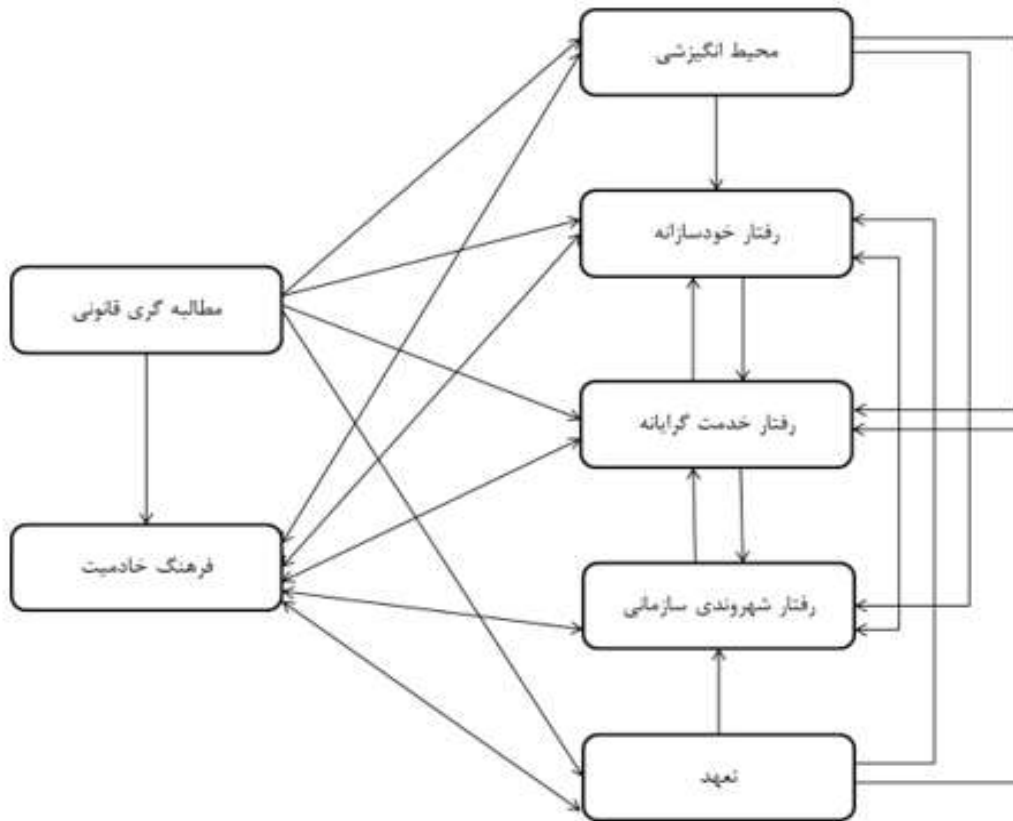 محیط انگیزشی
رفتار خودسازانه
مطالبه گری قانونی
رفتار خدمت گرایانه
فرهنگ خادمیت
رفتار شهروندی سازمانی
تعهد